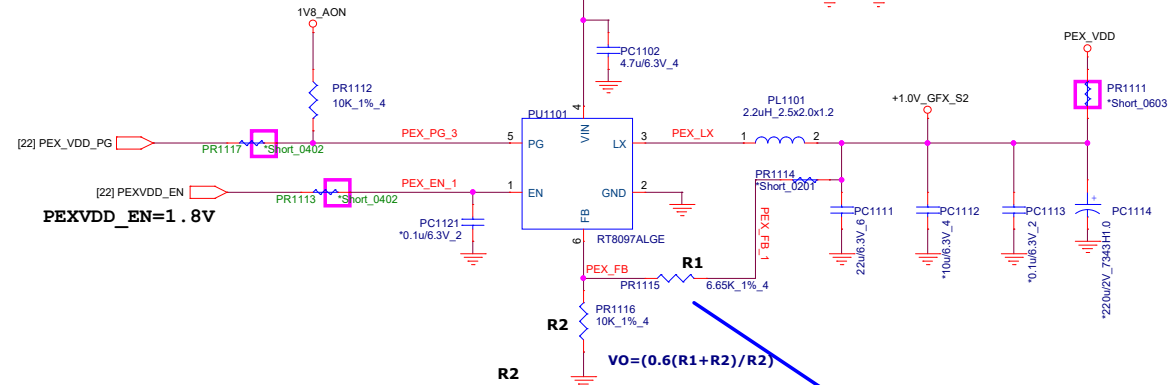 1V8_AON
PEX_VDD
PC1102
4.7u/6.3V_4
PR1112
10K_1%_4
PR1111
*Short_0603
PU1101
4
VIN
PL1101
2.2uH_2.5x2.0x1.2
+1.0V_GFX_S2
[22] PEX_VDD_PG
PR1117
*Short_0402
PEX_PG_3
5
PG
LX
3
PEX_LX
1
2
[22] PEXVDD_EN
PR1113
*Short_0402
PEX_EN_1
1
EN
GND
2
PR1114
*Short_0201
PEXVDD_EN=1.8V
PC1121
*0.1u/6.3V_2
FB
6
RT8097ALGE
PEX_FB_1
PC1111
22u/6.3V_6
PC1112
*10u/6.3V_4
PC1113
*0.1u/6.3V_2
+
PC1114
*220u/2V_7343H1.0
PEX_FB
R1
PR1115
6.65K_1%_4
R2
PR1116
10K_1%_4
VO=(0.6(R1+R2)/R2)
R2